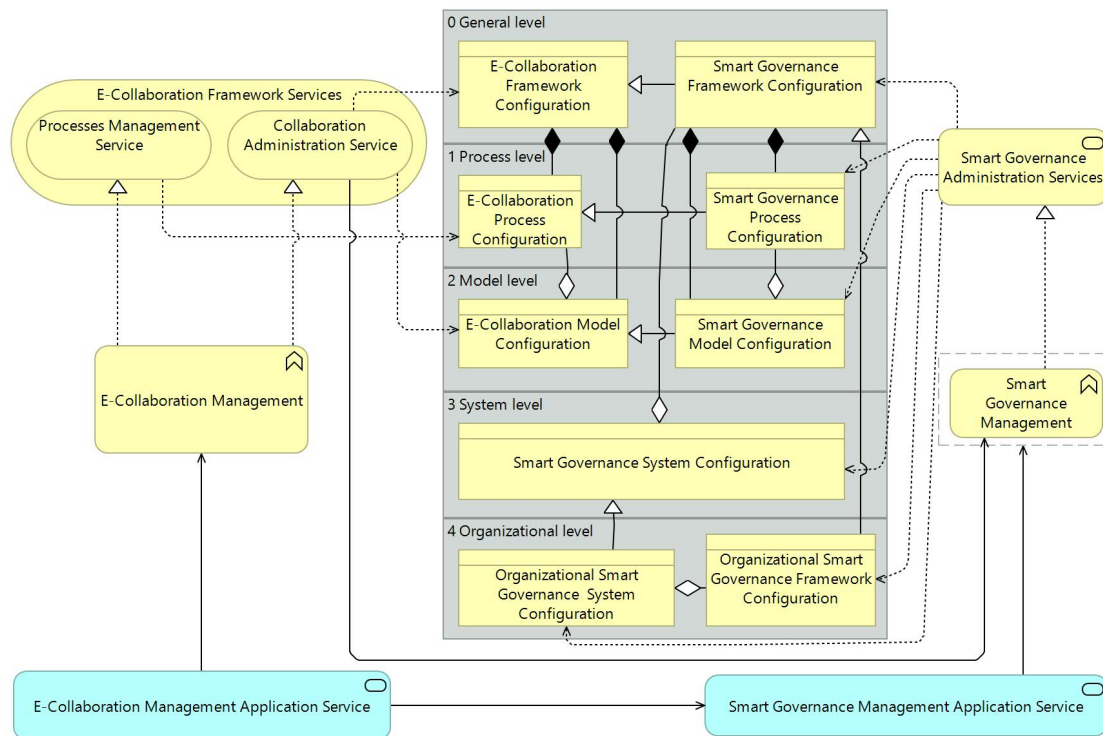 0 General level
E-Collaboration
Framework
Configuration
Smart Governance
Framework Configuration
E-Collaboration Framework Services
Processes Management
Service
Collaboration
Administration Service
1 Process level
E-Collaboration
Process
Configuration
Smart Governance
Process
Configuration
Smart Governance
Administration Services
2 Model level
E-Collaboration Model
Configuration
Smart Governance
Model Configuration
E-Collaboration Management
Smart
Governance
Management
3 System level
Smart Governance System Configuration
4 Organizational level
Organizational Smart
Governance System
Configuration
Organizational Smart
Governance Framework
Configuration
E-Collaboration Management Application Service
Smart Governance Management Application Service